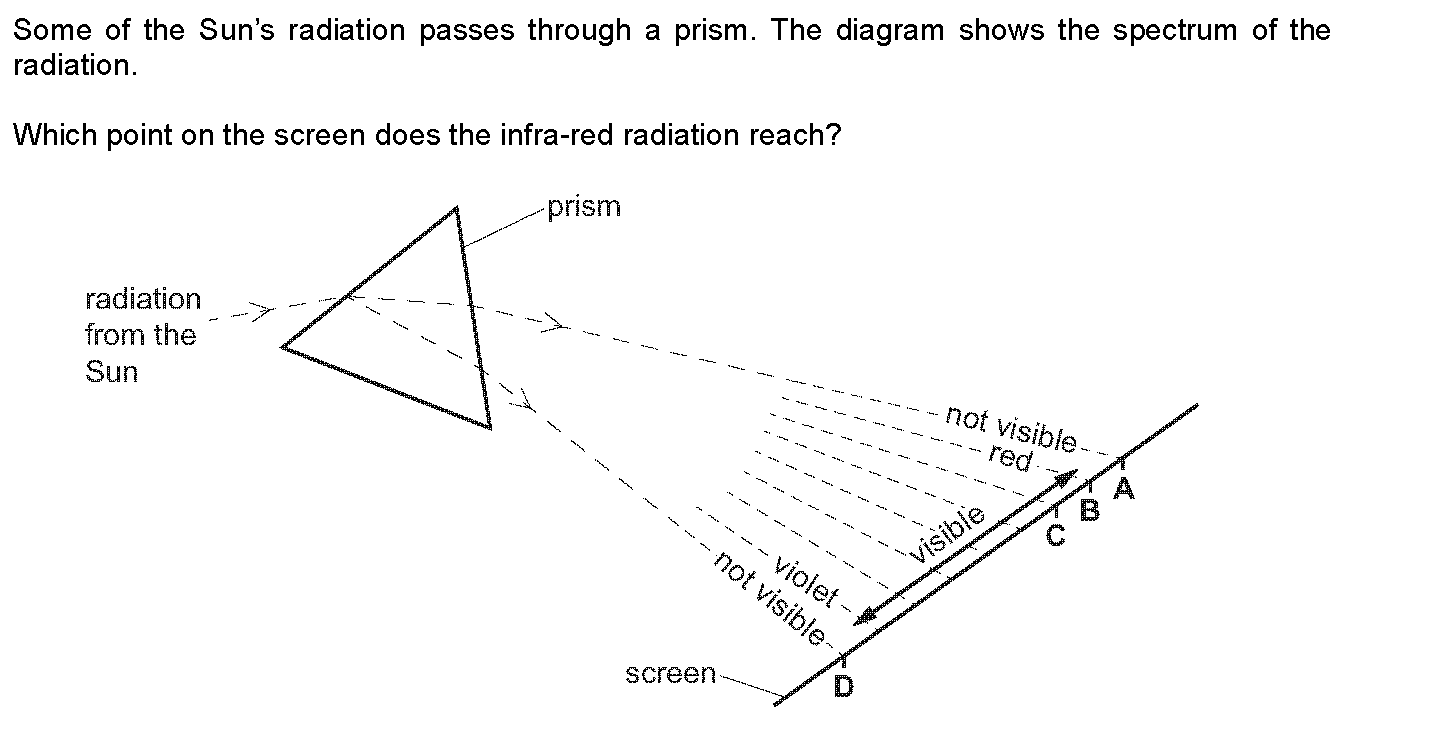 Some of the Sun's radiation passes through a prism. The diagram shows the spectrum of the
radiation.
Which point on the screen does the infra-red radiation reach?
prism
radiation
from the
Sun
not visible
red
A
B
C
visible
violet
not visible
screen
D